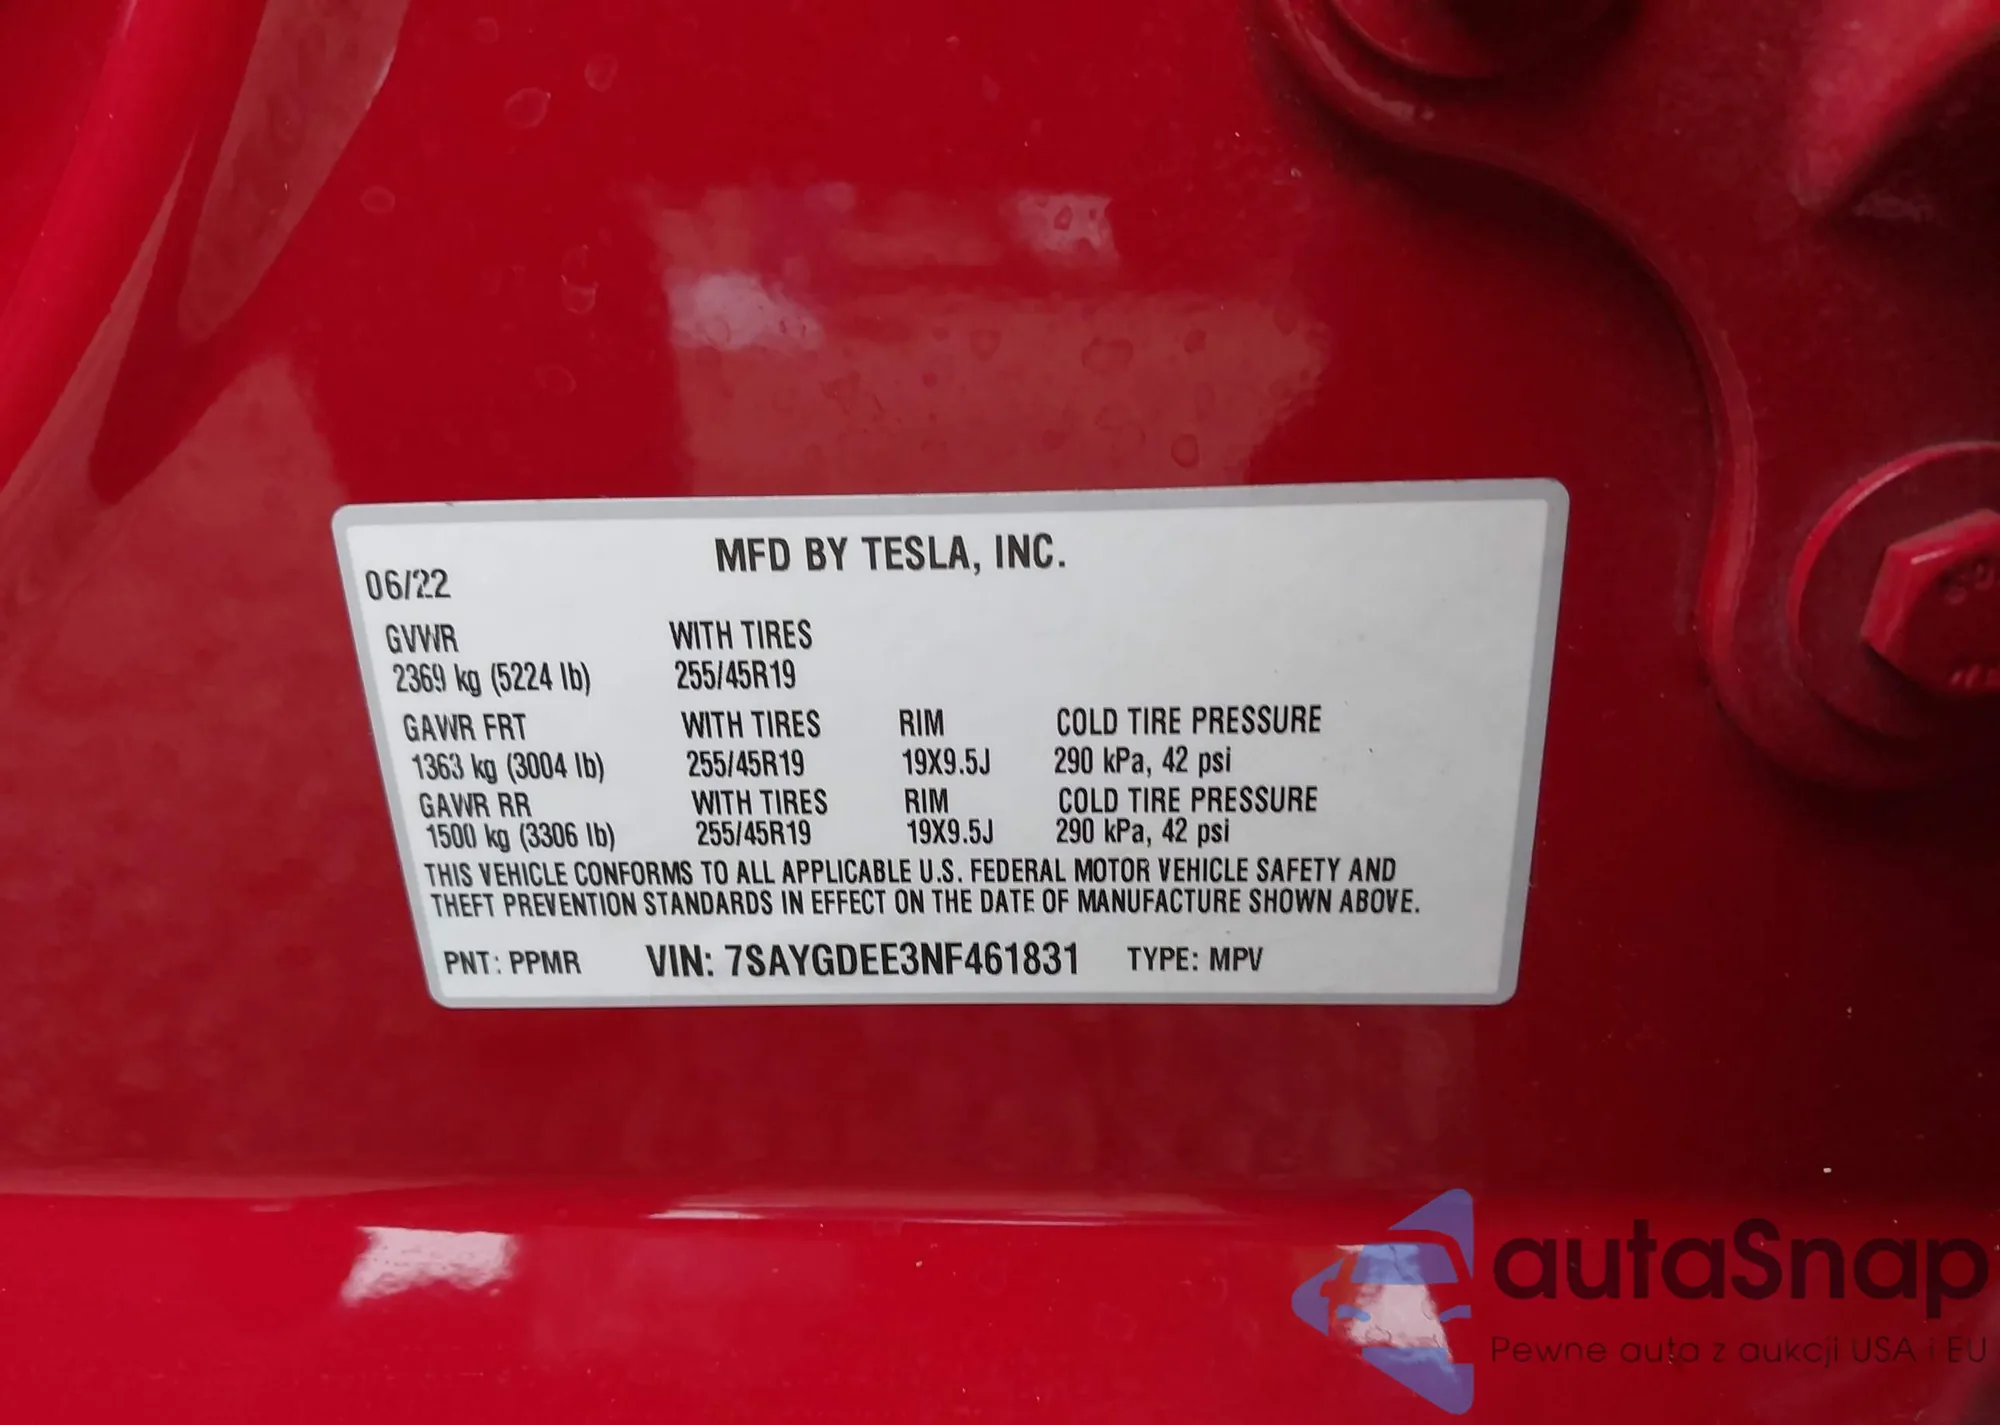 MFD BY TESLA, INC.
06/22
GVWR WITH TIRES
2369 kg (5224 lb) 255/45R19
GAWR FRT WITH TIRES RIM COLD TIRE PRESSURE
1363 kg (3004 lb) 255/45R19 19X9.5J 290 kPa, 42 psi
GAWR RR WITH TIRES RIM COLD TIRE PRESSURE
1500 kg (3306 lb) 255/45R19 19X9.5J 290 kPa, 42 psi
THIS VEHICLE CONFORMS TO ALL APPLICABLE U.S. FEDERAL MOTOR VEHICLE SAFETY AND
THEFT PREVENTION STANDARDS IN EFFECT ON THE DATE OF MANUFACTURE SHOWN ABOVE.
PNT: PPMR VIN: 7SAYGDEE3NF461831 TYPE: MPV
autaSnap
Pewne auta z aukcji USA i EU